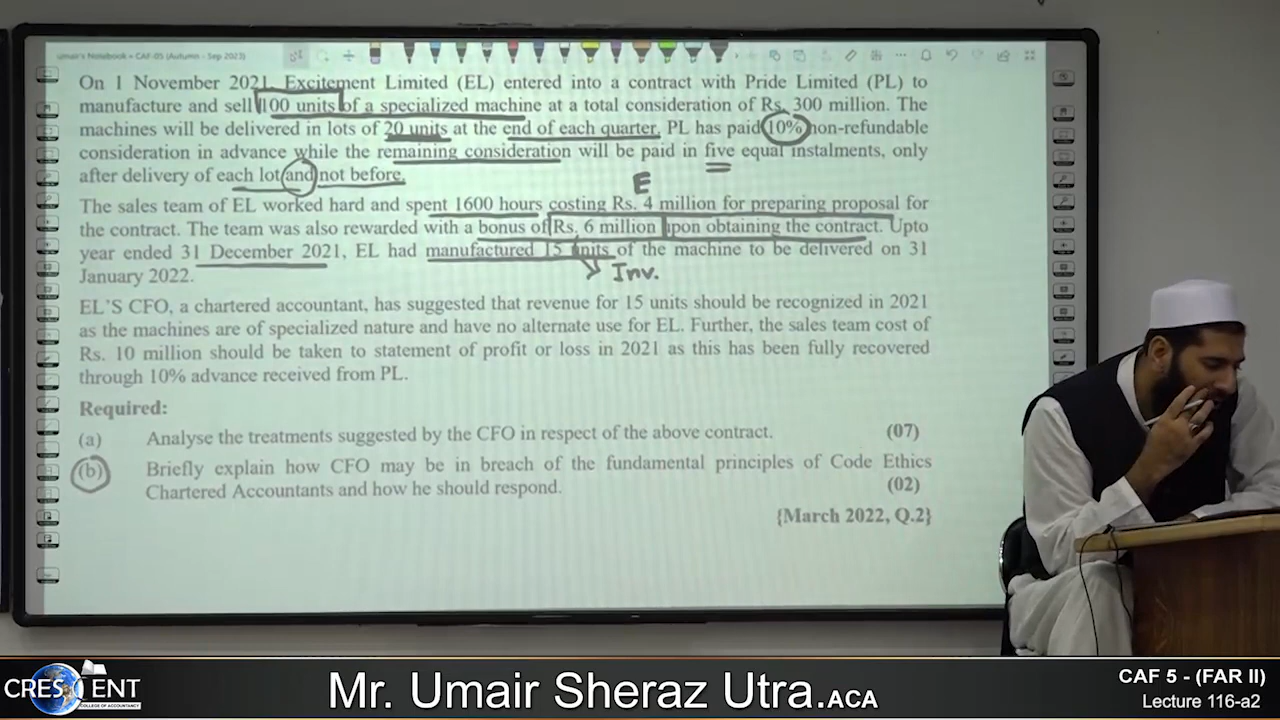 umair's Notebook • CAF-05 (Autumn - Sep 2023)
On 1 November 2021, Excitement Limited (EL) entered into a contract with Pride Limited (PL) to
manufacture and sell 100 units of a specialized machine at a total consideration of Rs. 300 million. The
machines will be delivered in lots of 20 units at the end of each quarter. PL has paid 10% non-refundable
consideration in advance while the remaining consideration will be paid in five equal instalments, only
after delivery of each lot and not before.
E
The sales team of EL worked hard and spent 1600 hours costing Rs. 4 million for preparing proposal for
the contract. The team was also rewarded with a bonus of Rs. 6 million upon obtaining the contract. Upto
year ended 31 December 2021, EL had manufactured 15 units of the machine to be delivered on 31
January 2022.
Inv.
EL'S CFO, a chartered accountant, has suggested that revenue for 15 units should be recognized in 2021
as the machines are of specialized nature and have no alternate use for EL. Further, the sales team cost of
Rs. 10 million should be taken to statement of profit or loss in 2021 as this has been fully recovered
through 10% advance received from PL.
Required:
(a) Analyse the treatments suggested by the CFO in respect of the above contract. (07)
(b) Briefly explain how CFO may be in breach of the fundamental principles of Code Ethics
Chartered Accountants and how he should respond. (02)
{March 2022, Q.2}
CRESCENT
COLLEGE OF ACCOUNTANCY
Mr. Umair Sheraz Utra.ACA
CAF 5 - (FAR II)
Lecture 116-a2